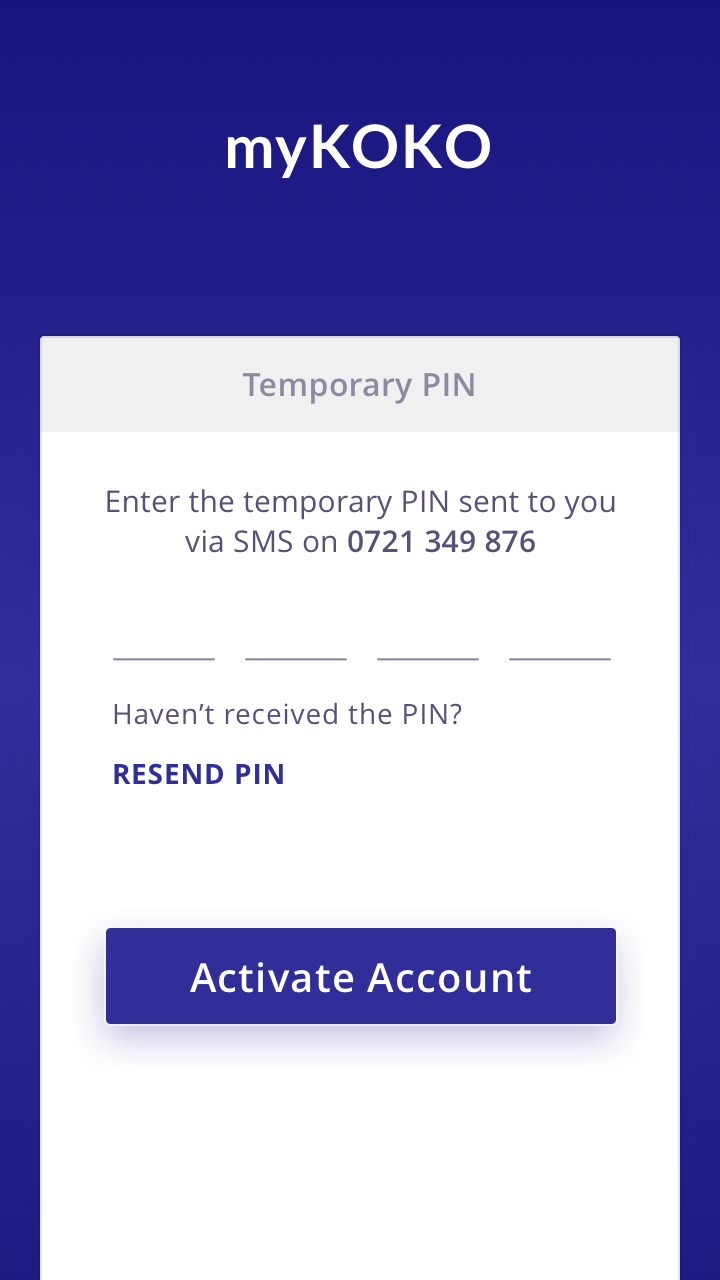 myKOKO
Temporary PIN
Enter the temporary PIN sent to you
via SMS on 0721 349 876
Haven’t received the PIN?
RESEND PIN
Activate Account